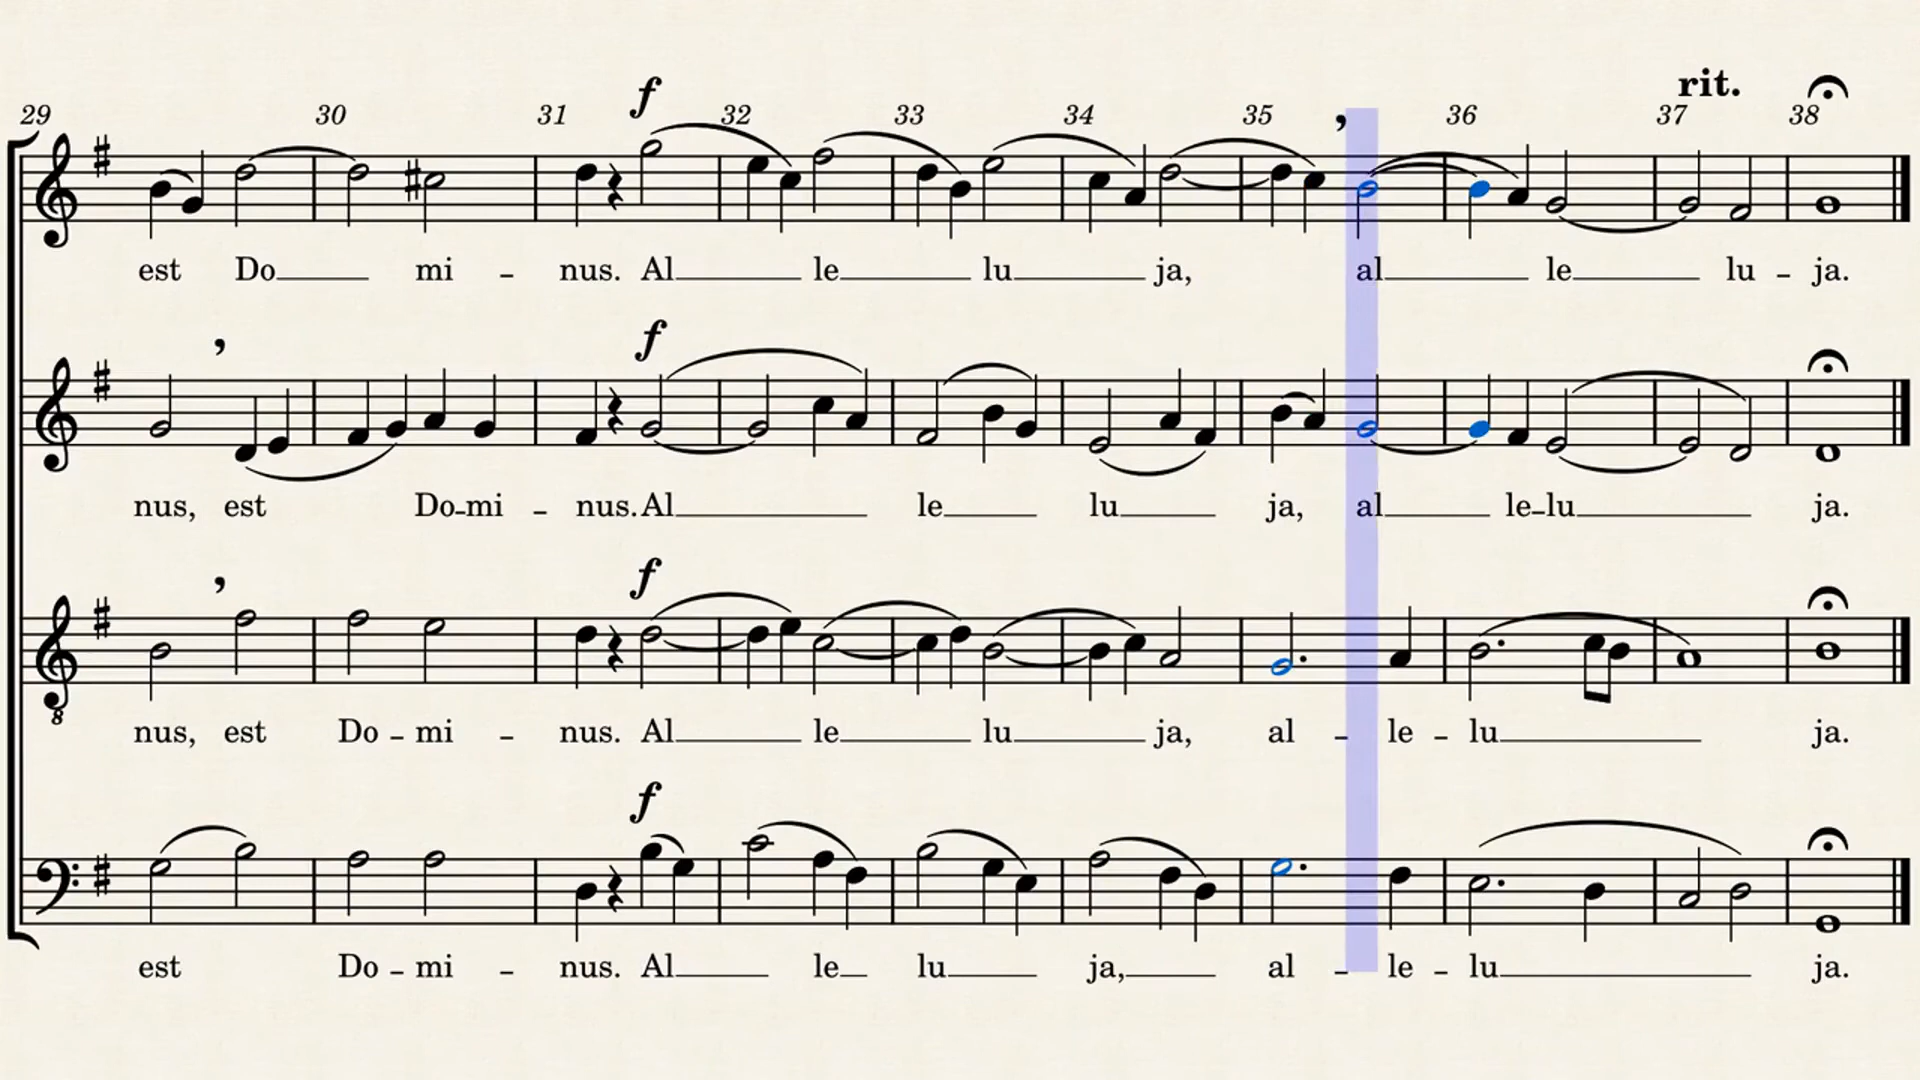 rit.
29 30 31 f 32 33 34 35 36 37 38
est Do mi - nus. Al le lu ja, al le lu - ja.
f
nus, est Do-mi - nus. Al le lu ja, al le-lu ja.
f
8
nus, est Do - mi - nus. Al le lu ja, al - le - lu ja.
f
est Do - mi - nus. Al le lu ja, al - le - lu ja.